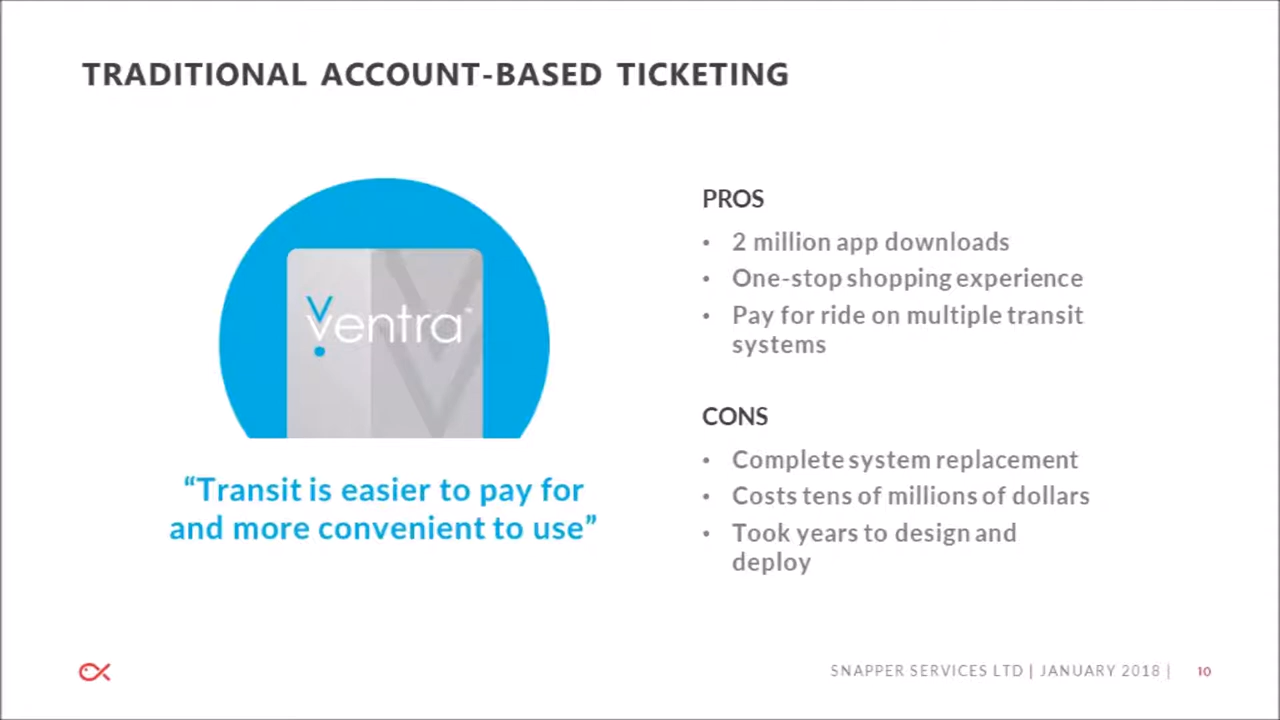 TRADITIONAL ACCOUNT-BASED TICKETING
ventra™
“Transit is easier to pay for
and more convenient to use”
PROS
• 2 million app downloads
• One-stop shopping experience
• Pay for ride on multiple transit
systems
CONS
• Complete system replacement
• Costs tens of millions of dollars
• Took years to design and
deploy
SNAPPER SERVICES LTD | JANUARY 2018 | 10